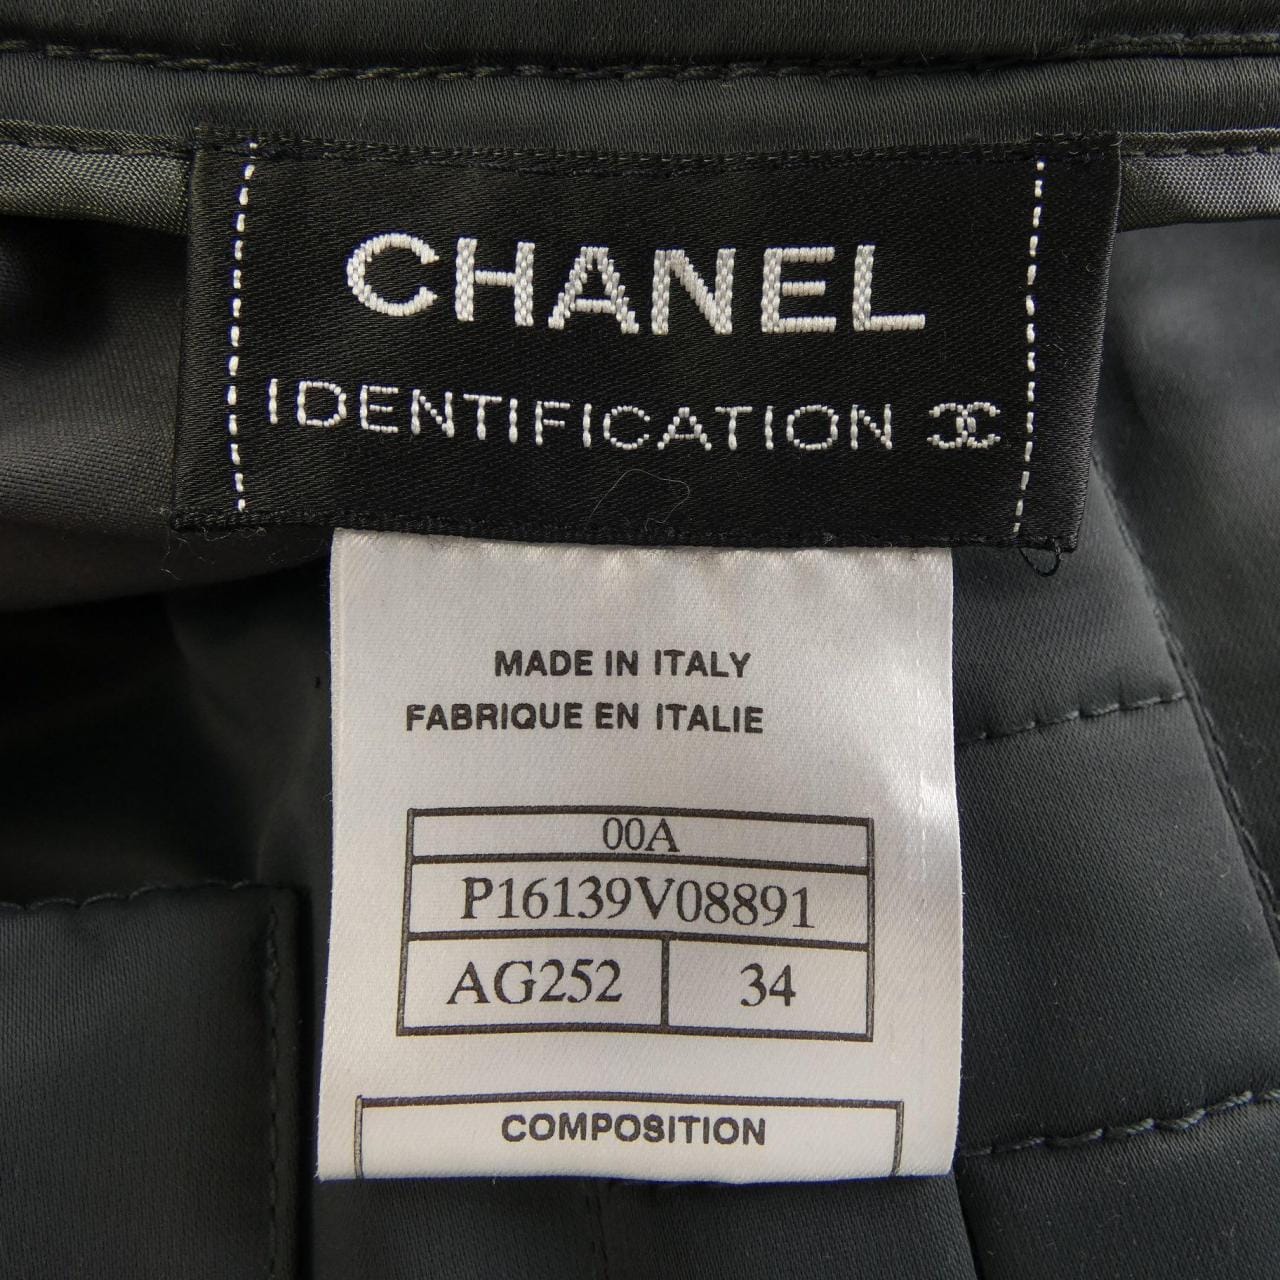 CHANEL
IDENTIFICATION
MADE IN ITALY
FABRIQUE EN ITALIE
00A
P16139V08891
AG252 34
COMPOSITION